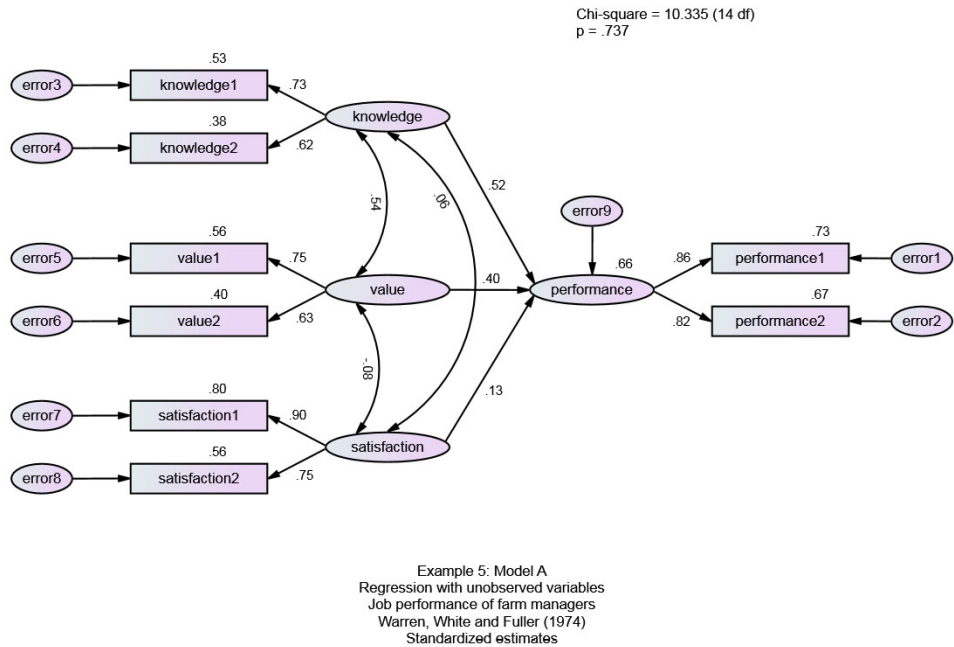 Chi-square = 10.335 (14 df)
p = .737
.53
error3
knowledge1
.73
knowledge
.38
error4
knowledge2
.62
.54
.06
.52
error9
.56
error5
value1
.75
value
.40
error6
value2
.63
.40
.66
performance
.86
.73
performance1
error1
.82
.67
performance2
error2
-.08
.13
.80
error7
satisfaction1
.90
satisfaction
.56
error8
satisfaction2
.75
Example 5: Model A
Regression with unobserved variables
Job performance of farm managers
Warren, White and Fuller (1974)
Standardized estimates